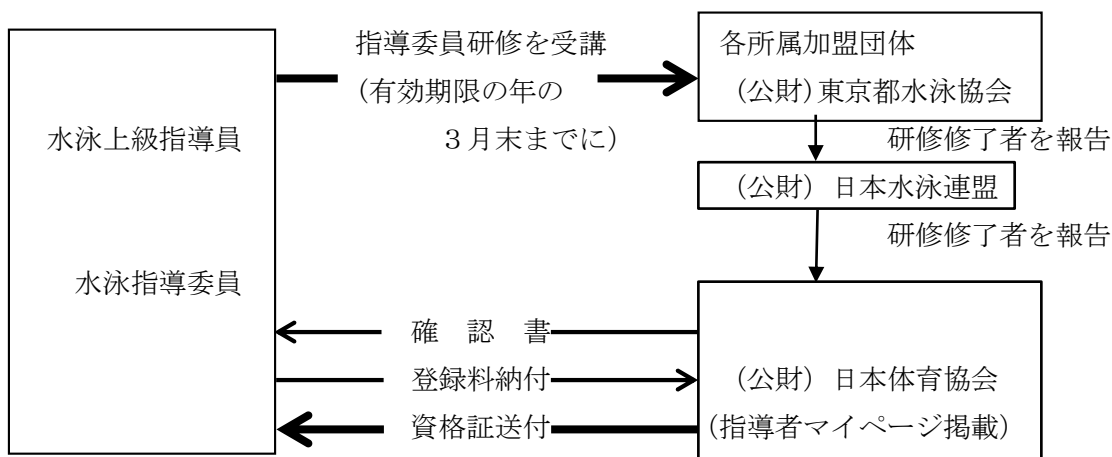 指導委員研修を受講
(有効期限の年の
３月末までに)
各所属加盟団体
(公財)東京都水泳協会
水泳上級指導員
研修修了者を報告
(公財) 日本水泳連盟
研修修了者を報告
水泳指導委員
確　認　書
登録料納付
(公財) 日本体育協会
資格証送付
(指導者マイページ掲載)